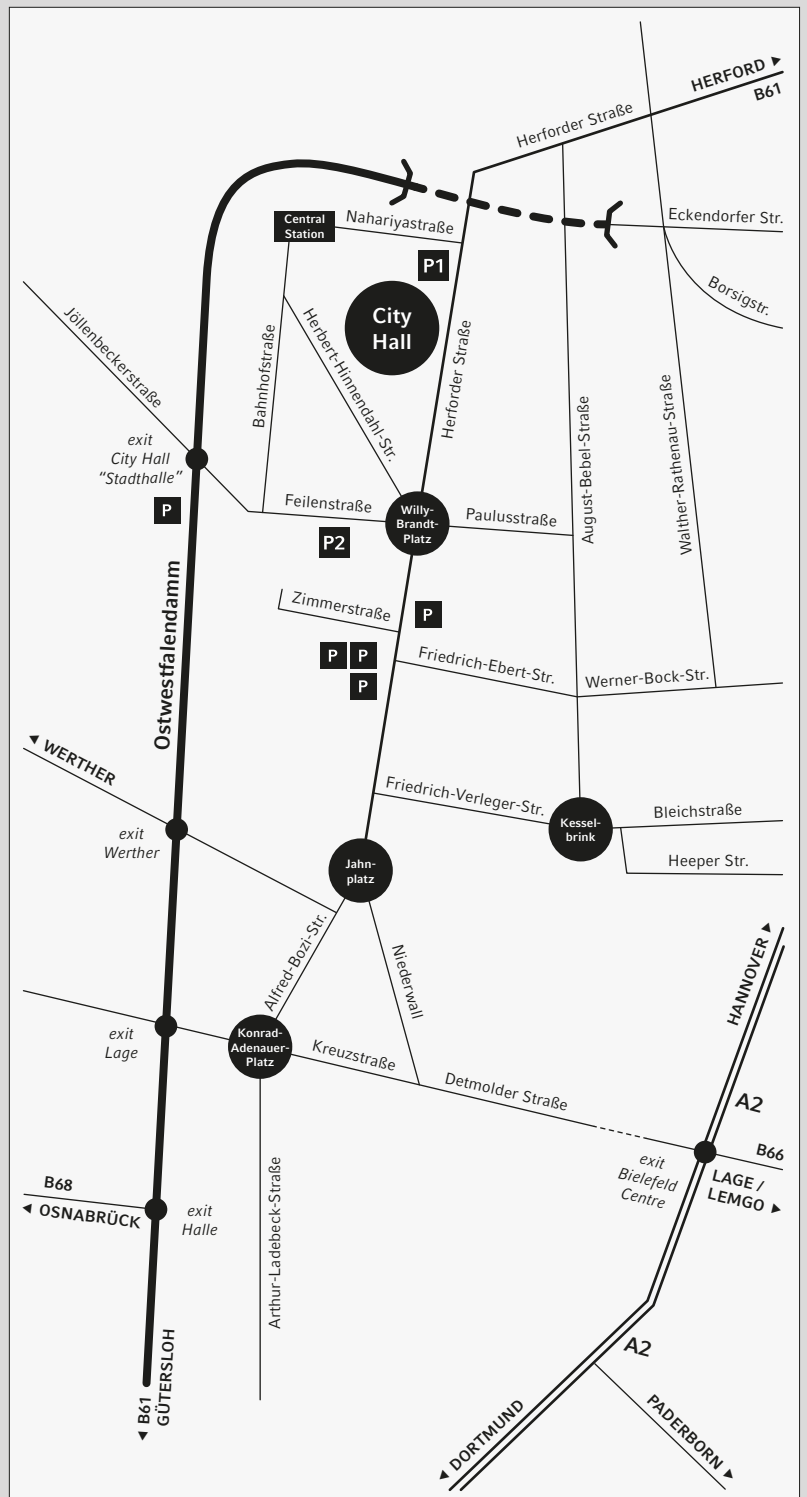 HERFORD
B61
Herforder Straße
Eckendorfer Str.
Central
Station
Nahariyastraße
P1
Borsigstr.
City
Hall
Jöllenbeckerstraße
Bahnhofstraße
Herbert-Hinnendahl-Str.
Herforder Straße
August-Bebel-Straße
Walther-Rathenau-Straße
exit
City Hall
“Stadthalle”
P
Feilenstraße
Willy-
Brandt-
Platz
Paulusstraße
P2
Ostwestfalendamm
Zimmerstraße
P
P
P
P
Friedrich-Ebert-Str.
Werner-Bock-Str.
WERTHER
Friedrich-Verleger-Str.
Kessel-
brink
Bleichstraße
Heeper Str.
exit
Werther
Jahn-
platz
Alfred-Bozi-Str.
Niederwall
HANNOVER
exit
Lage
Konrad-
Adenauer-
Platz
Kreuzstraße
Detmolder Straße
A2
B66
exit
Bielefeld
Centre
LAGE /
LEMGO
B68
OSNABRÜCK
exit
Halle
Arthur-Ladebeck-Straße
A2
B61
GÜTERSLOH
DORTMUND
PADERBORN